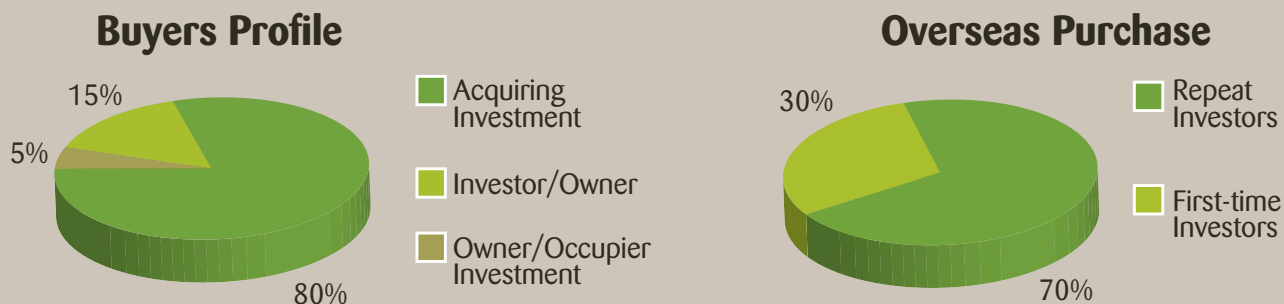 Buyers Profile
15%
5%
80%
Acquiring
Investment
Investor/Owner
Owner/Occupier
Investment
Overseas Purchase
30%
70%
Repeat
Investors
First-time
Investors